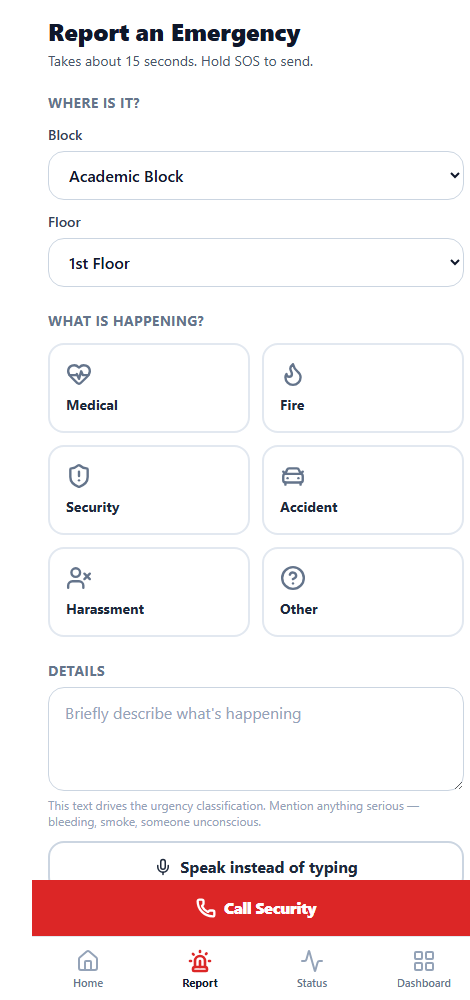 Report an Emergency
Takes about 15 seconds. Hold SOS to send.
WHERE IS IT?
Block
Academic Block
Floor
1st Floor
WHAT IS HAPPENING?
Medical
Fire
Security
Accident
Harassment
Other
DETAILS
Briefly describe what's happening
This text drives the urgency classification. Mention anything serious —
bleeding, smoke, someone unconscious.
Speak instead of typing
Call Security
Home
Report
Status
Dashboard